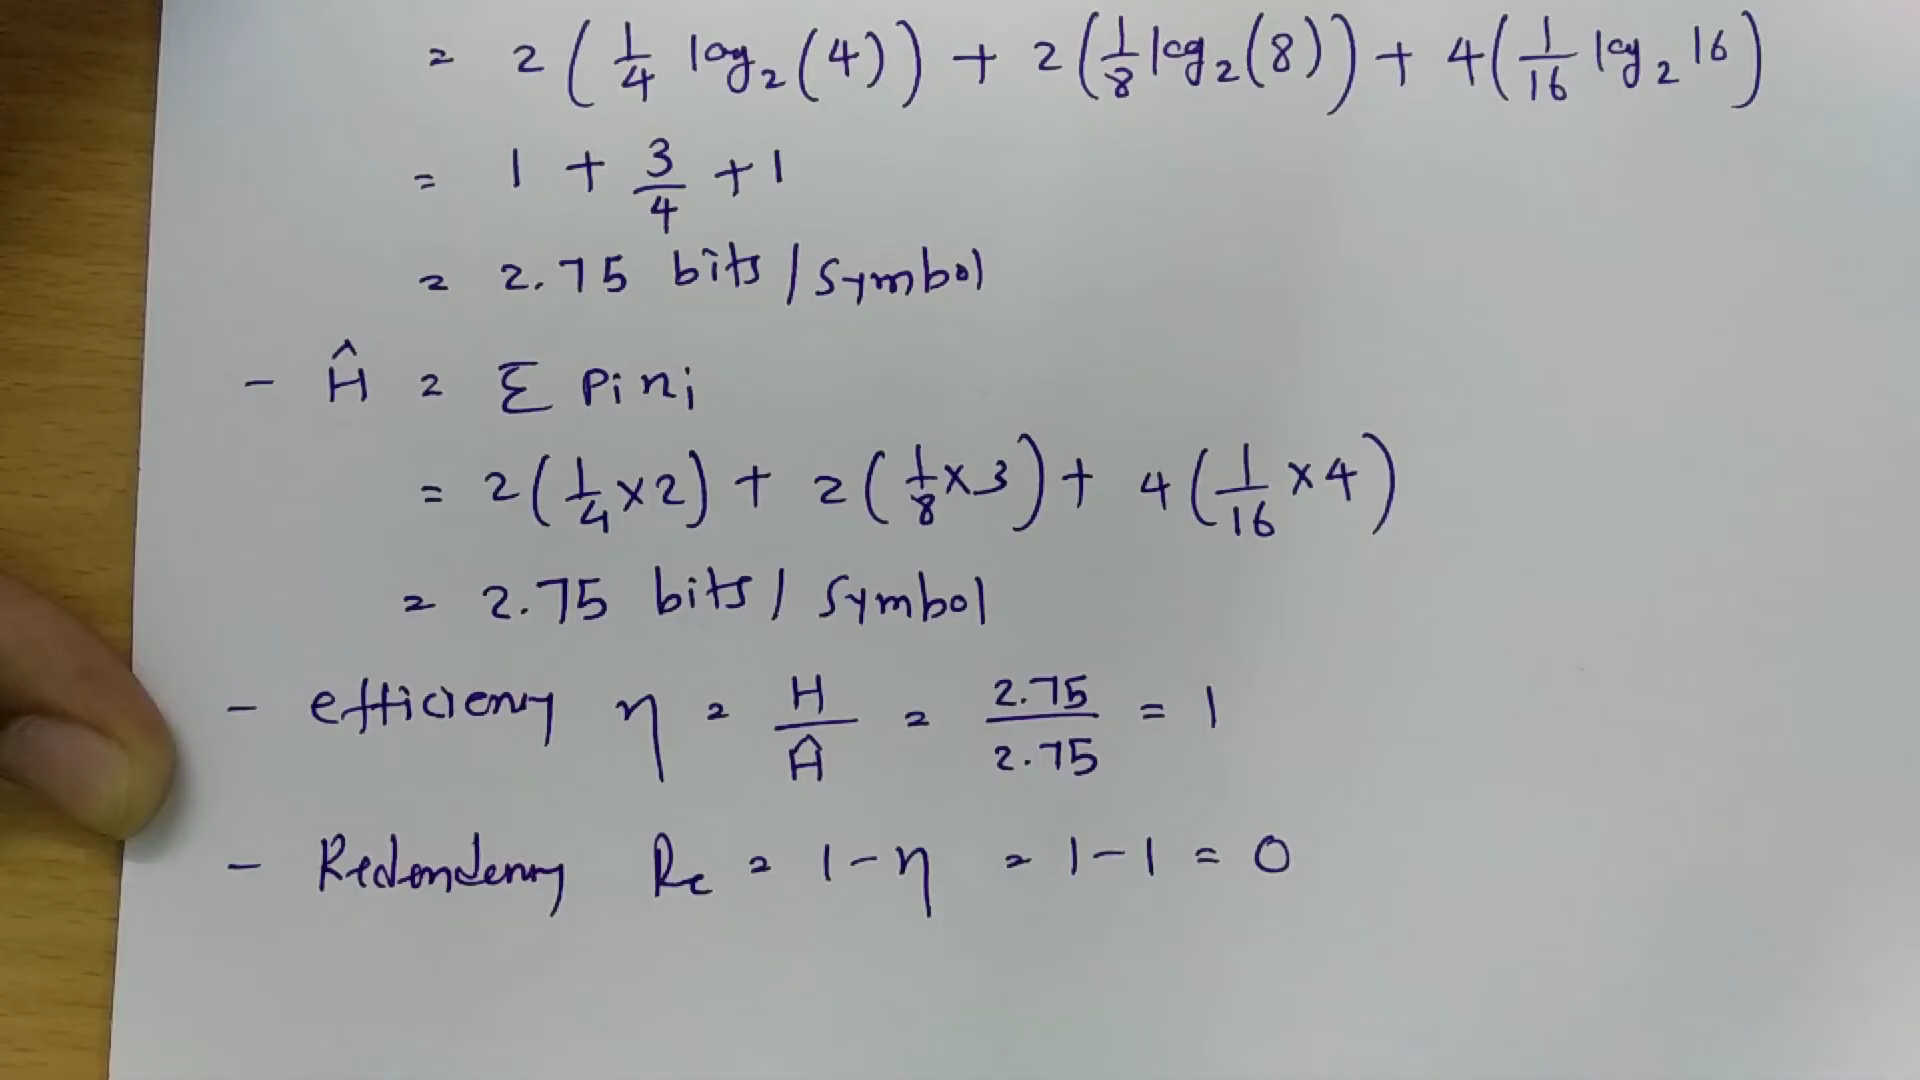 = 2 ( 1/4 log₂(4)) + 2 (1/8 log₂(8)) + 4 (1/16 log₂ 16)
= 1 + 3/4 + 1
= 2.75 bits / symbol
- Ĥ = Σ Pi ni
= 2 (1/4 × 2) + 2 (1/8 × 3) + 4 (1/16 × 4)
= 2.75 bits / symbol
- efficiency η = H/Ĥ = 2.75/2.75 = 1
- Redondency Re = 1 - η = 1 - 1 = 0